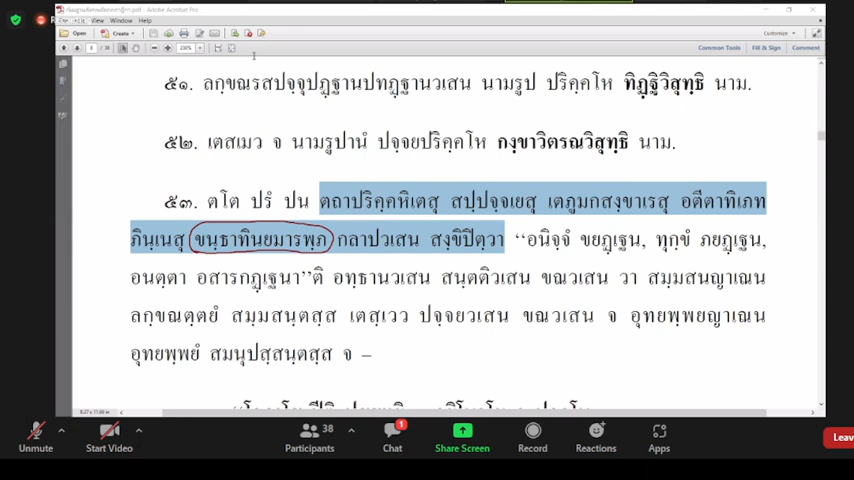 View Window Help
Open Create 230% Customize
8 / 38 Common Tools Fill & Sign Comment
๕๑. ลกฺขณรสปจฺจุปฏฺฐานปทฏฺฐานวเสน นามรูป ปริคฺคโห ทิฏฺฐิวิสุทฺธิ นาม.
๕๒. เตสเมว จ นามรูปานํ ปจฺจยปริคฺคโห กงฺขาวิตรณวิสุทฺธิ นาม.
๕๓. ตโต ปรํ ปน ตถาปริคฺคหิเตสุ สปฺปจฺจเยสุ เตภูมกสงฺขาเรสุ อตีตาทิเภท
ภินฺเนสุ ขนฺธาทินยมารพฺภ กลาปวเสน สงฺขิปิตฺวา “อนิจฺจํ ขยฏฺเฐน, ทุกฺขํ ภยฏฺเฐน,
อนตฺตา อสารกฏฺเฐนา”ติ อทฺธานวเสน สนฺตติวเสน ขณวเสน วา สมฺมสนญาเณน
ลกฺขณตฺตยํ สมฺมสนฺตสฺส เตสฺเวว ปจฺจยวเสน ขณวเสน จ อุทยพฺพยญาเณน
อุทยพฺพยํ สมนุปสฺสนฺตสฺส จ –
8.27 x 11.69 in
38 1
Unmute Start Video Participants Chat Share Screen Record Reactions Apps Leav